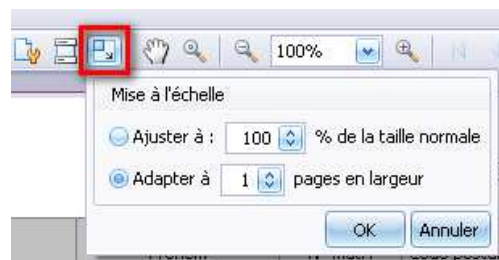 100%
Mise à l'échelle
Ajuster à : 100 % de la taille normale
Adapter à 1 pages en largeur
OK Annuler